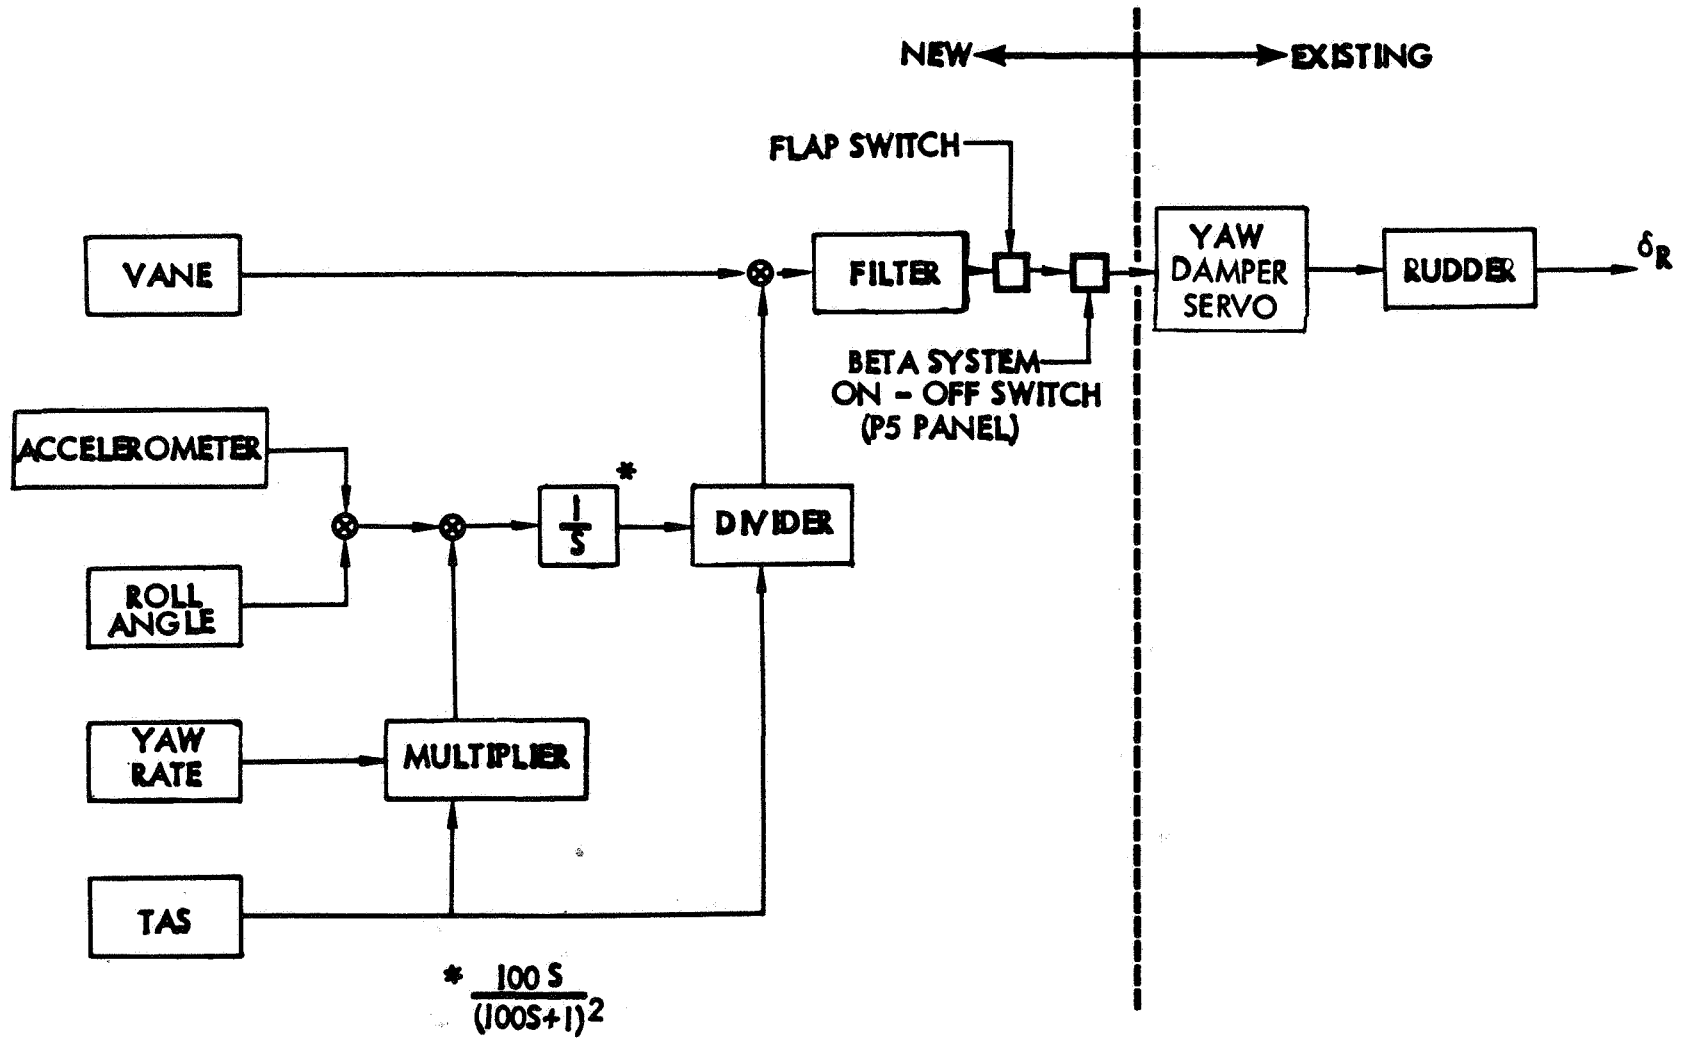 NEW
EXISTING
FLAP SWITCH
VANE
FILTER
YAW
DAMPER
SERVO
RUDDER
δR
BETA SYSTEM
ON - OFF SWITCH
(P5 PANEL)
ACCELEROMETER
1
S
*
DIVIDER
ROLL
ANGLE
YAW
RATE
MULTIPLIER
TAS
* 100 S
(100S+1)2